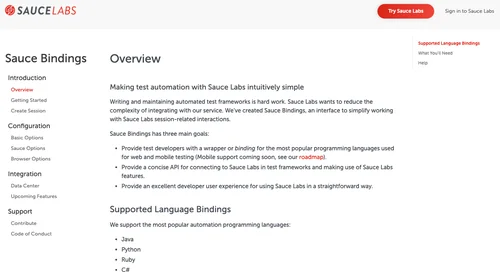 SAUCELABS
Try Sauce Labs
Sign in to Sauce Labs
Sauce Bindings
Introduction
Overview
Getting Started
Create Session
Configuration
Basic Options
Sauce Options
Browser Options
Integration
Data Center
Upcoming Features
Support
Contribute
Code of Conduct
Overview
Making test automation with Sauce Labs intuitively simple
Writing and maintaining automated test frameworks is hard work. Sauce Labs wants to reduce the
complexity of integrating with our service. We've created Sauce Bindings, an interface to simplify working
with Sauce Labs session-related interactions.
Sauce Bindings has three main goals:
• Provide test developers with a wrapper or binding for the most popular programming languages used
for web and mobile testing (Mobile support coming soon, see our roadmap).
• Provide a concise API for connecting to Sauce Labs in test frameworks and making use of Sauce Labs
features.
• Provide an excellent developer user experience for using Sauce Labs in a straightforward way.
Supported Language Bindings
We support the most popular automation programming languages:
• Java
• Python
• Ruby
• C#
Supported Language Bindings
What You'll Need
Help